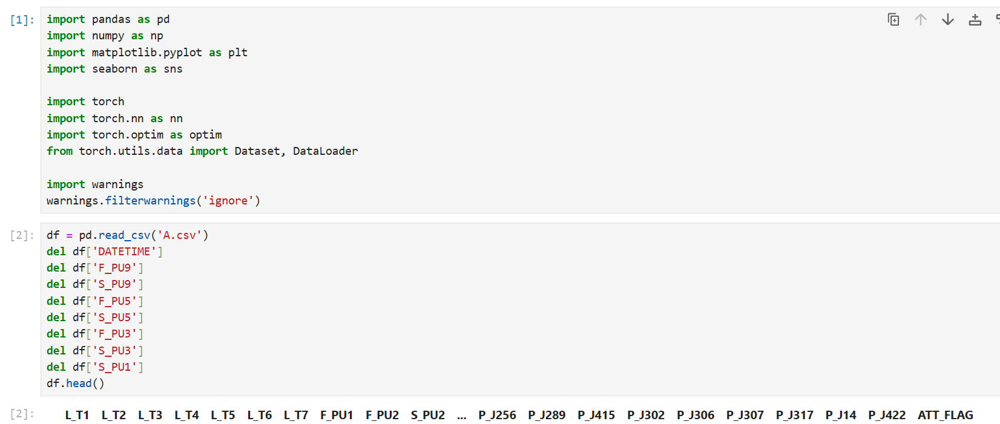 [1]: import pandas as pd
import numpy as np
import matplotlib.pyplot as plt
import seaborn as sns
import torch
import torch.nn as nn
import torch.optim as optim
from torch.utils.data import Dataset, DataLoader
import warnings
warnings.filterwarnings('ignore')
[2]: df = pd.read_csv('A.csv')
del df['DATETIME']
del df['F_PU9']
del df['S_PU9']
del df['F_PU5']
del df['S_PU5']
del df['F_PU3']
del df['S_PU3']
del df['S_PU1']
df.head()
[2]: L_T1 L_T2 L_T3 L_T4 L_T5 L_T6 L_T7 F_PU1 F_PU2 S_PU2 ... P_J256 P_J289 P_J415 P_J302 P_J306 P_J307 P_J317 P_J14 P_J422 ATT_FLAG